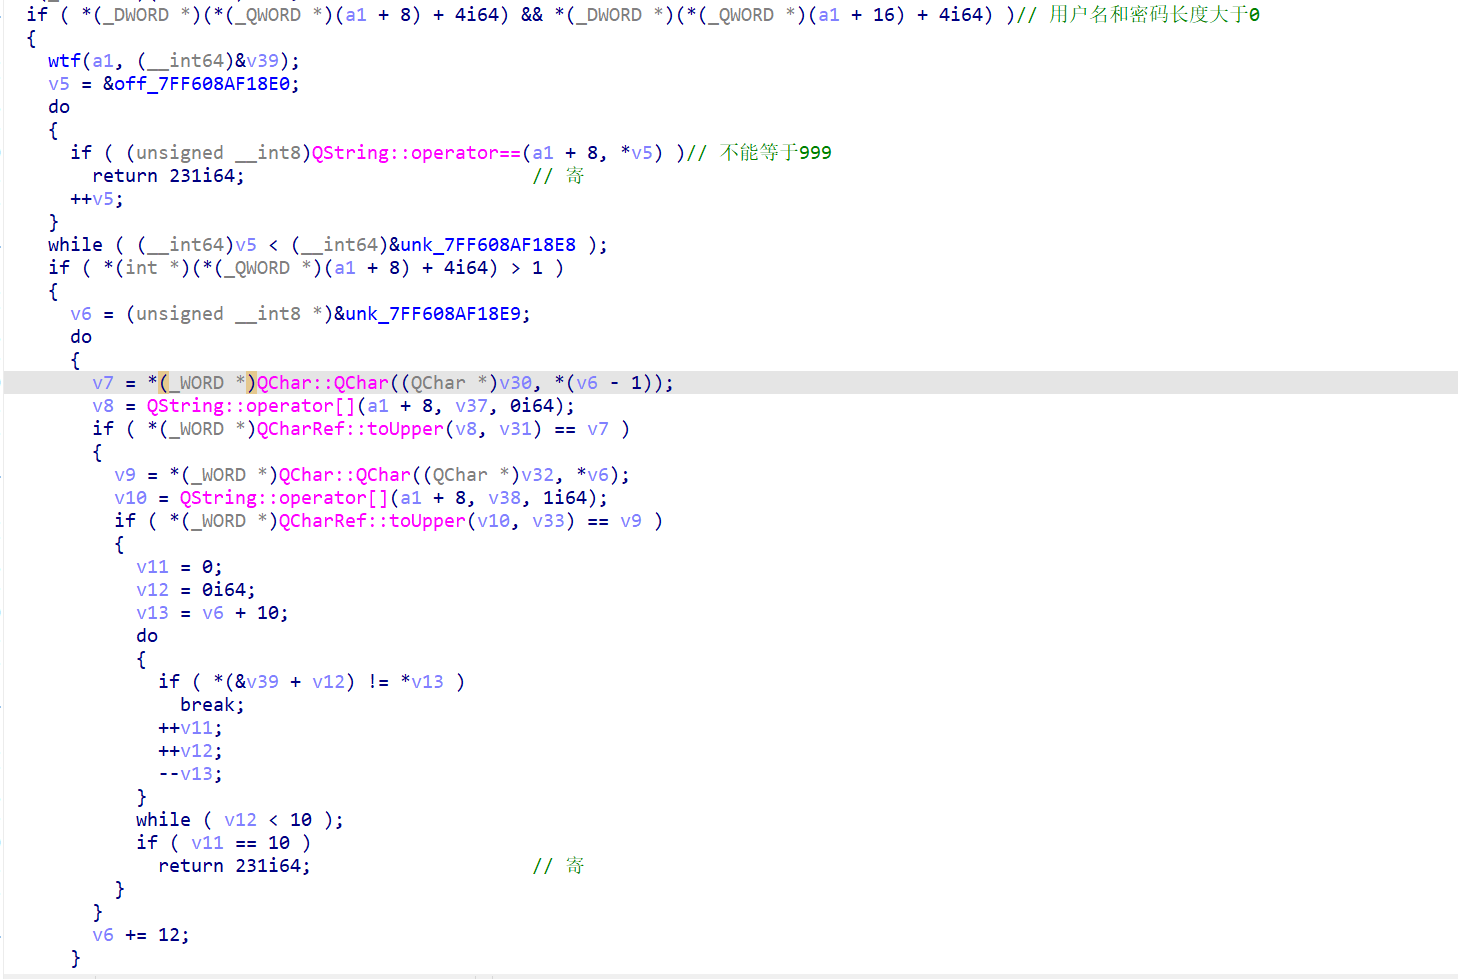 if ( *(_DWORD *)(*(_QWORD *)(a1 + 8) + 4i64) && *(_DWORD *)(*(_QWORD *)(a1 + 16) + 4i64) )// 用户名和密码长度大于0
{
wtf(a1, (__int64)&v39);
v5 = &off_7FF608AF18E0;
do
{
if ( (unsigned __int8)QString::operator==(a1 + 8, *v5) )// 不能等于999
return 231i64; // 寄
++v5;
}
while ( (__int64)v5 < (__int64)&unk_7FF608AF18E8 );
if ( *(int *)(*(_QWORD *)(a1 + 8) + 4i64) > 1 )
{
v6 = (unsigned __int8 *)&unk_7FF608AF18E9;
do
{
v7 = *(_WORD *)QChar::QChar((QChar *)v30, *(v6 - 1));
v8 = QString::operator[](a1 + 8, v37, 0i64);
if ( *(_WORD *)QCharRef::toUpper(v8, v31) == v7 )
{
v9 = *(_WORD *)QChar::QChar((QChar *)v32, *v6);
v10 = QString::operator[](a1 + 8, v38, 1i64);
if ( *(_WORD *)QCharRef::toUpper(v10, v33) == v9 )
{
v11 = 0;
v12 = 0i64;
v13 = v6 + 10;
do
{
if ( *(&v39 + v12) != *v13 )
break;
++v11;
++v12;
--v13;
}
while ( v12 < 10 );
if ( v11 == 10 )
return 231i64; // 寄
}
}
v6 += 12;
}